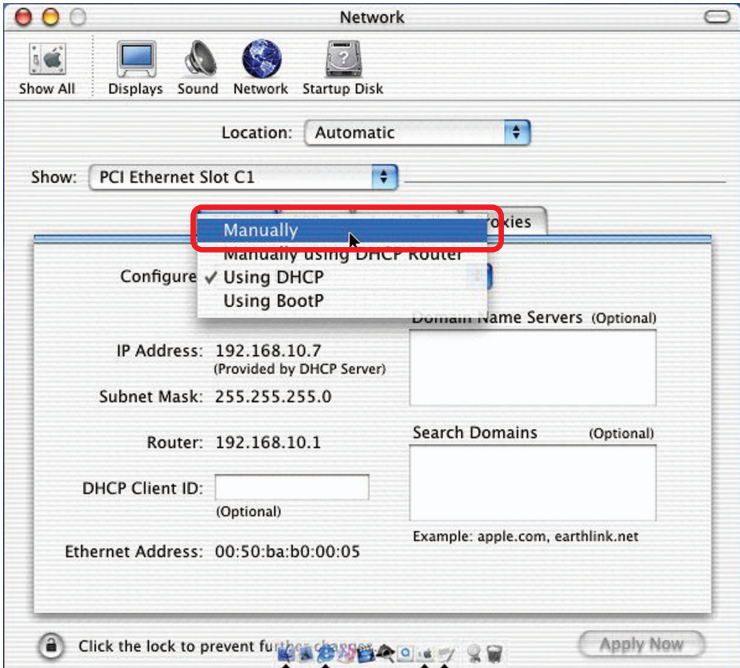 Network
Show All Displays Sound Network Startup Disk
Location: Automatic
Show: PCI Ethernet Slot C1
Manually
Manually using DHCP Router
Configure ✓ Using DHCP
Using BootP
Domain Name Servers (Optional)
IP Address: 192.168.10.7
(Provided by DHCP Server)
Subnet Mask: 255.255.255.0
Search Domains (Optional)
Router: 192.168.10.1
DHCP Client ID:
(Optional)
Example: apple.com, earthlink.net
Ethernet Address: 00:50:ba:b0:00:05
Click the lock to prevent further changes.
Apply Now